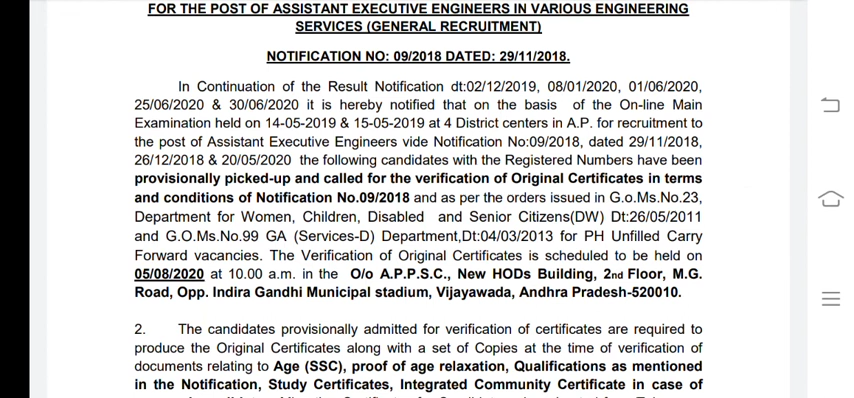 FOR THE POST OF ASSISTANT EXECUTIVE ENGINEERS IN VARIOUS ENGINEERING
SERVICES (GENERAL RECRUITMENT)
NOTIFICATION NO: 09/2018 DATED: 29/11/2018.
In Continuation of the Result Notification dt:02/12/2019, 08/01/2020, 01/06/2020,
25/06/2020 & 30/06/2020 it is hereby notified that on the basis of the On-line Main
Examination held on 14-05-2019 & 15-05-2019 at 4 District centers in A.P. for recruitment to
the post of Assistant Executive Engineers vide Notification No:09/2018, dated 29/11/2018,
26/12/2018 & 20/05/2020 the following candidates with the Registered Numbers have been
provisionally picked-up and called for the verification of Original Certificates in terms
and conditions of Notification No.09/2018 and as per the orders issued in G.o.Ms.No.23,
Department for Women, Children, Disabled and Senior Citizens(DW) Dt:26/05/2011
and G.O.Ms.No.99 GA (Services-D) Department,Dt:04/03/2013 for PH Unfilled Carry
Forward vacancies. The Verification of Original Certificates is scheduled to be held on
05/08/2020 at 10.00 a.m. in the O/o A.P.P.S.C., New HODs Building, 2nd Floor, M.G.
Road, Opp. Indira Gandhi Municipal stadium, Vijayawada, Andhra Pradesh-520010.
2. The candidates provisionally admitted for verification of certificates are required to
produce the Original Certificates along with a set of Copies at the time of verification of
documents relating to Age (SSC), proof of age relaxation, Qualifications as mentioned
in the Notification, Study Certificates, Integrated Community Certificate in case of